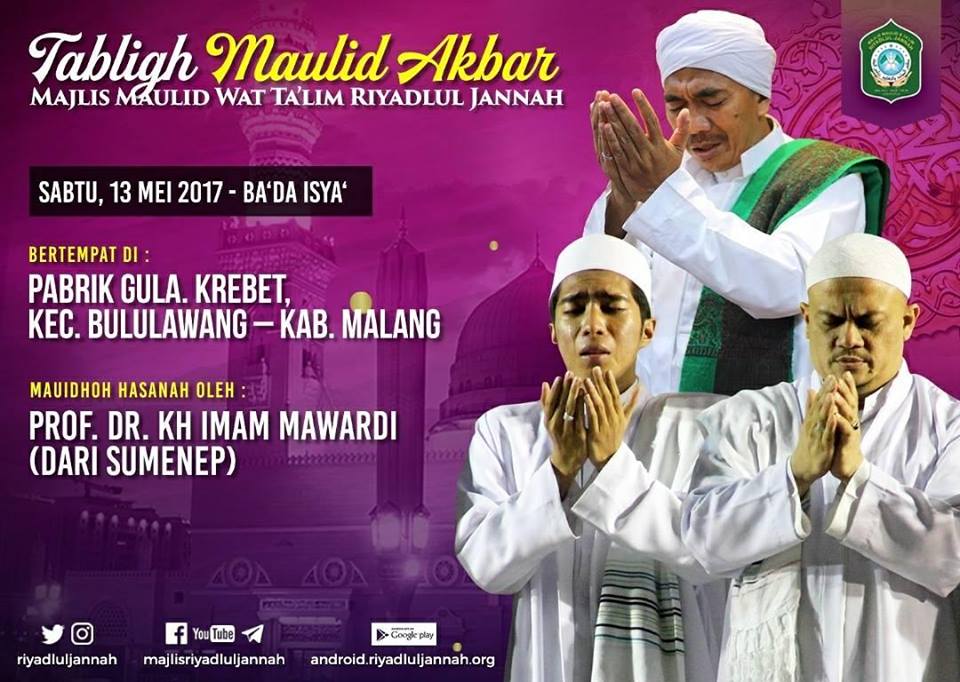 Tabligh Maulid Akbar
MAJLIS MAULID WAT TA'LIM RIYADLUL JANNAH
SABTU, 13 MEI 2017 - BA'DA ISYA'
BERTEMPAT DI :
PABRIK GULA. KREBET,
KEC. BULULAWANG – KAB. MALANG
MAUIDHOH HASANAH OLEH :
PROF. DR. KH IMAM MAWARDI
(DARI SUMENEP)
You Tube
Google play
riyadluljannah
majlisriyadluljannah
android.riyadluljannah.org